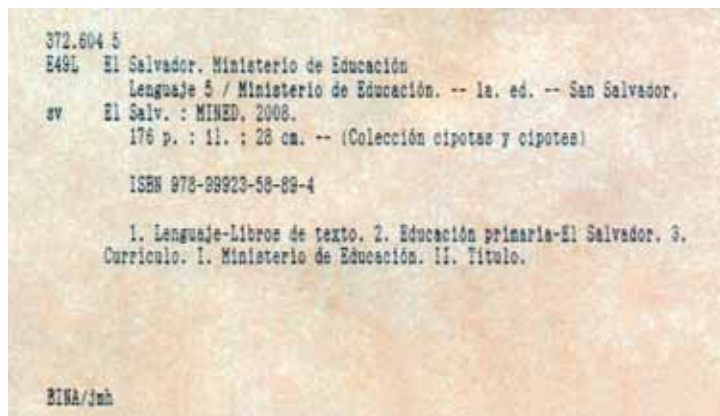 372.604 5
E49L El Salvador. Ministerio de Educación
Lenguaje 5 / Ministerio de Educación. -- 1a. ed. -- San Salvador,
sv El Salv. : MINED, 2008.
176 p. : il. ; 28 cm. -- (Colección cipotas y cipotes)
ISBN 978-99923-58-89-4
1. Lenguaje-Libros de texto. 2. Educación primaria-El Salvador. 3.
Currículo. I. Ministerio de Educación. II. Título.
BINA/jmh